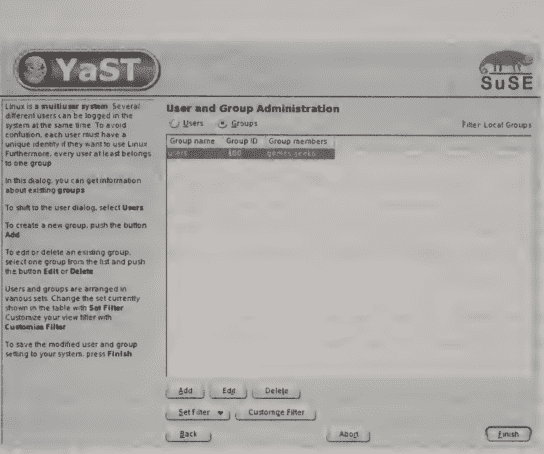 YaST
SuSE
Linux is a multiuser system. Several
different users can be logged in the
system at the same time. To avoid
confusion, each user must have a
unique identity if they want to use Linux.
Furthermore, every user at least belongs
to one group.
In this dialog, you can get information
about existing groups.
To shift to the user dialog, select Users.
To create a new group, push the button
Add.
To edit or delete an existing group,
select one group from the list and push
the button Edit or Delete.
Users and groups are arranged in
various sets. Change the set currently
shown in the table with Set Filter.
Customize your view filter with
Customize Filter.
To save the modified user and group
setting to your system, press Finish.
User and Group Administration
Users Groups
Filter: Local Groups
Group name Group ID Group members
users 100
Add Edit Delete
Set Filter Customize Filter
Back Abort Finish